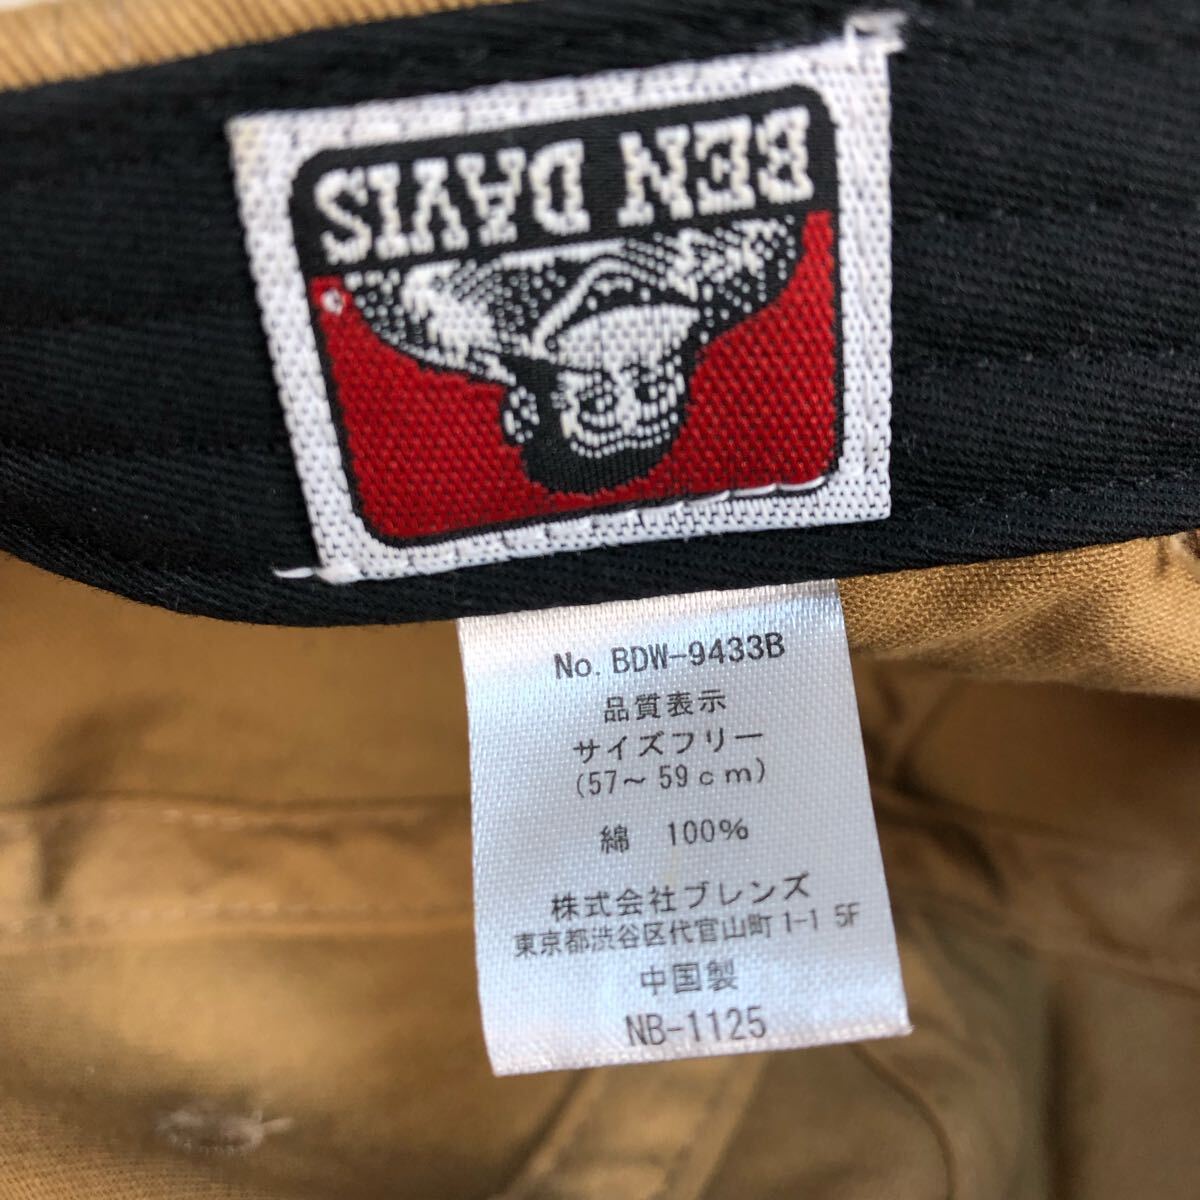 BEN DAVIS
No. BDW-9433B
品質表示
サイズフリー
(57～59cm)
綿 100%
株式会社ブレンズ
東京都渋谷区代官山町1-1 5F
中国製
NB-1125